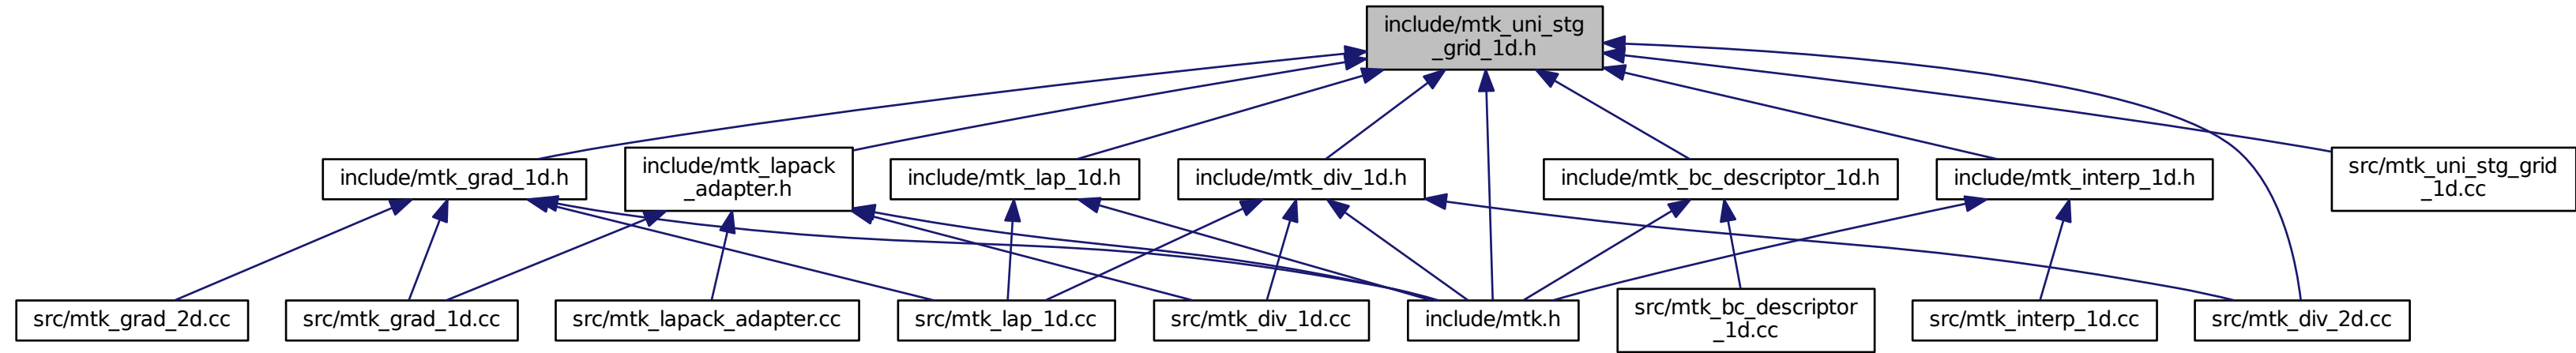 include/mtk_uni_stg
_grid_1d.h
include/mtk_grad_1d.h
include/mtk_lapack
_adapter.h
include/mtk_lap_1d.h
include/mtk_div_1d.h
include/mtk_bc_descriptor_1d.h
include/mtk_interp_1d.h
src/mtk_uni_stg_grid
_1d.cc
src/mtk_grad_2d.cc
src/mtk_grad_1d.cc
src/mtk_lapack_adapter.cc
src/mtk_lap_1d.cc
src/mtk_div_1d.cc
include/mtk.h
src/mtk_bc_descriptor
_1d.cc
src/mtk_interp_1d.cc
src/mtk_div_2d.cc